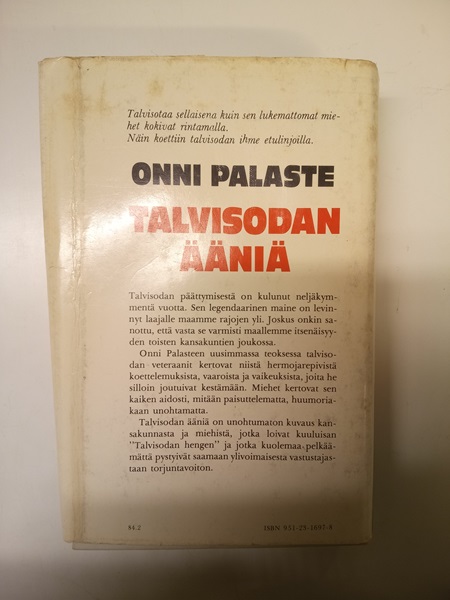 Talvisotaa sellaisena kuin sen lukemattomat mie-
het kokivat rintamalla.
Näin koettiin talvisodan ihme etulinjoilla.
ONNI PALASTE
TALVISODAN
ÄÄNIÄ
Talvisodan päättymisestä on kulunut neljäkym-
mentä vuotta. Sen legendaarinen maine on levin-
nyt laajalle maamme rajojen yli. Joskus onkin sa-
nottu, että vasta se varmisti maallemme itsenäisyy-
den toisten kansakuntien joukossa.
Onni Palasteen uusimmassa teoksessa talviso-
dan veteraanit kertovat niistä hermojarepivistä
koettelemuksista, vaaroista ja vaikeuksista, joita he
silloin joutuivat kestämään. Miehet kertovat sen
kaiken aidosti, mitään paisuttelematta, huumoria-
kaan unohtamatta.
Talvisodan ääniä on unohtumaton kuvaus kan-
sakunnasta ja miehistä, jotka loivat kuuluisan
"Talvisodan hengen" ja jotka kuolemaa pelkää-
mättä pystyivät saamaan ylivoimaisesta vastustajas-
taan torjuntavoiton.
84.2
ISBN 951-28-1697-8